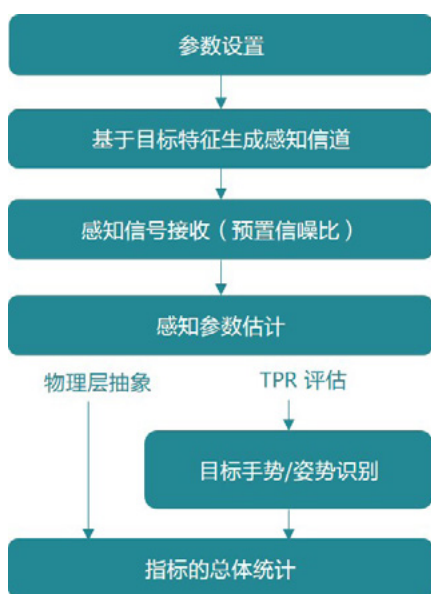 参数设置
基于目标特征生成感知信道
感知信号接收（预置信噪比）
感知参数估计
物理层抽象
TPR 评估
目标手势/姿势识别
指标的总体统计